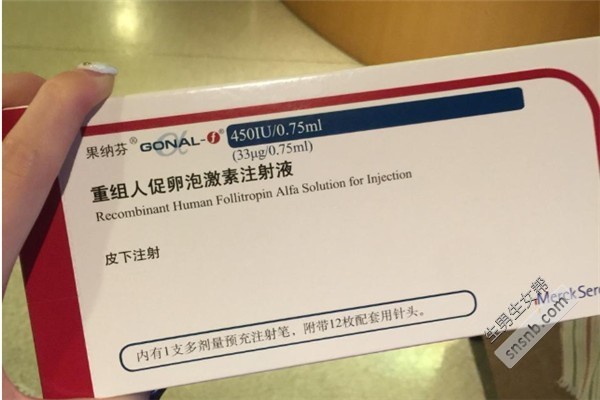 果纳芬® GONAL-f® 450IU/0.75ml
(33μg/0.75ml)
重组人促卵泡激素注射液
Recombinant Human Follitropin Alfa Solution for Injection
皮下注射
MerckSer
内有1支多剂量预充注射笔，附带12枚配套用针头。
生男生女帮
snsnb.com